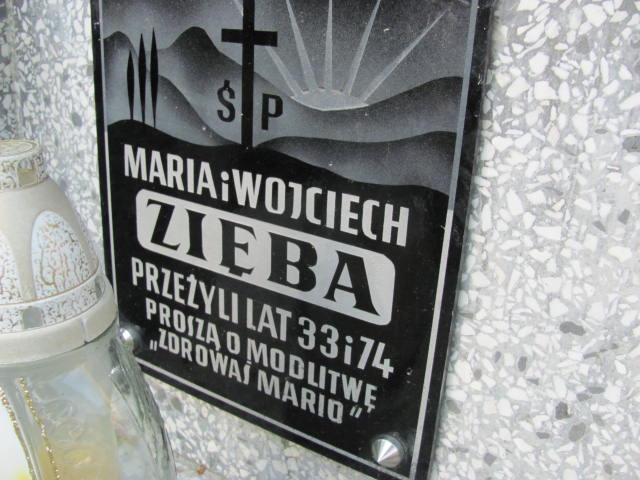 Ś P
MARIA i WOJCIECH
ZIĘBA
PRZEŻYLI LAT 33 i 74
PROSZĄ O MODLITWĘ
„ZDROWAŚ MARIO"